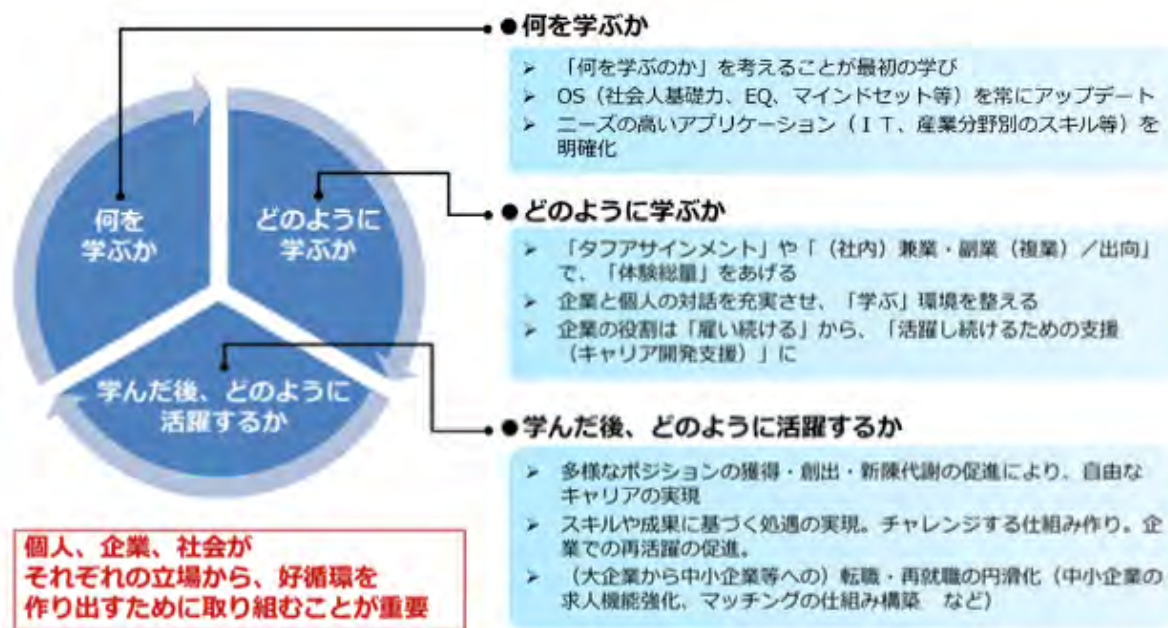 何を
学ぶか
どのように
学ぶか
学んだ後、どのように
活躍するか
個人、企業、社会が
それぞれの立場から、好循環を
作り出すために取り組むことが重要
●何を学ぶか
➢ 「何を学ぶのか」を考えることが最初の学び
➢ OS（社会人基礎力、EQ、マインドセット等）を常にアップデート
➢ ニーズの高いアプリケーション（ＩＴ、産業分野別のスキル等）を
明確化
●どのように学ぶか
➢ 「タフアサインメント」や「（社内）兼業・副業（複業）／出向」
で、「体験総量」をあげる
➢ 企業と個人の対話を充実させ、「学ぶ」環境を整える
➢ 企業の役割は「雇い続ける」から、「活躍し続けるための支援
（キャリア開発支援）」に
●学んだ後、どのように活躍するか
➢ 多様なポジションの獲得・創出・新陳代謝の促進により、自由な
キャリアの実現
➢ スキルや成果に基づく処遇の実現。チャレンジする仕組み作り。企
業での再活躍の促進。
➢ （大企業から中小企業等への）転職・再就職の円滑化（中小企業の
求人機能強化、マッチングの仕組み構築　など）